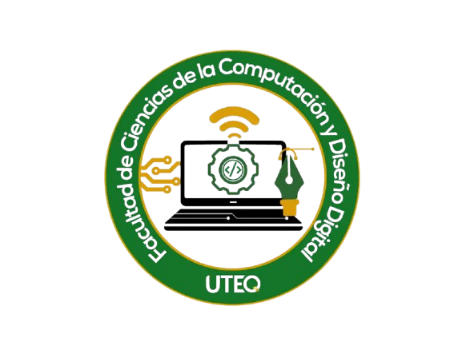 Facultad de Ciencias de la Computación y Diseño Digital
</>
UTEQ